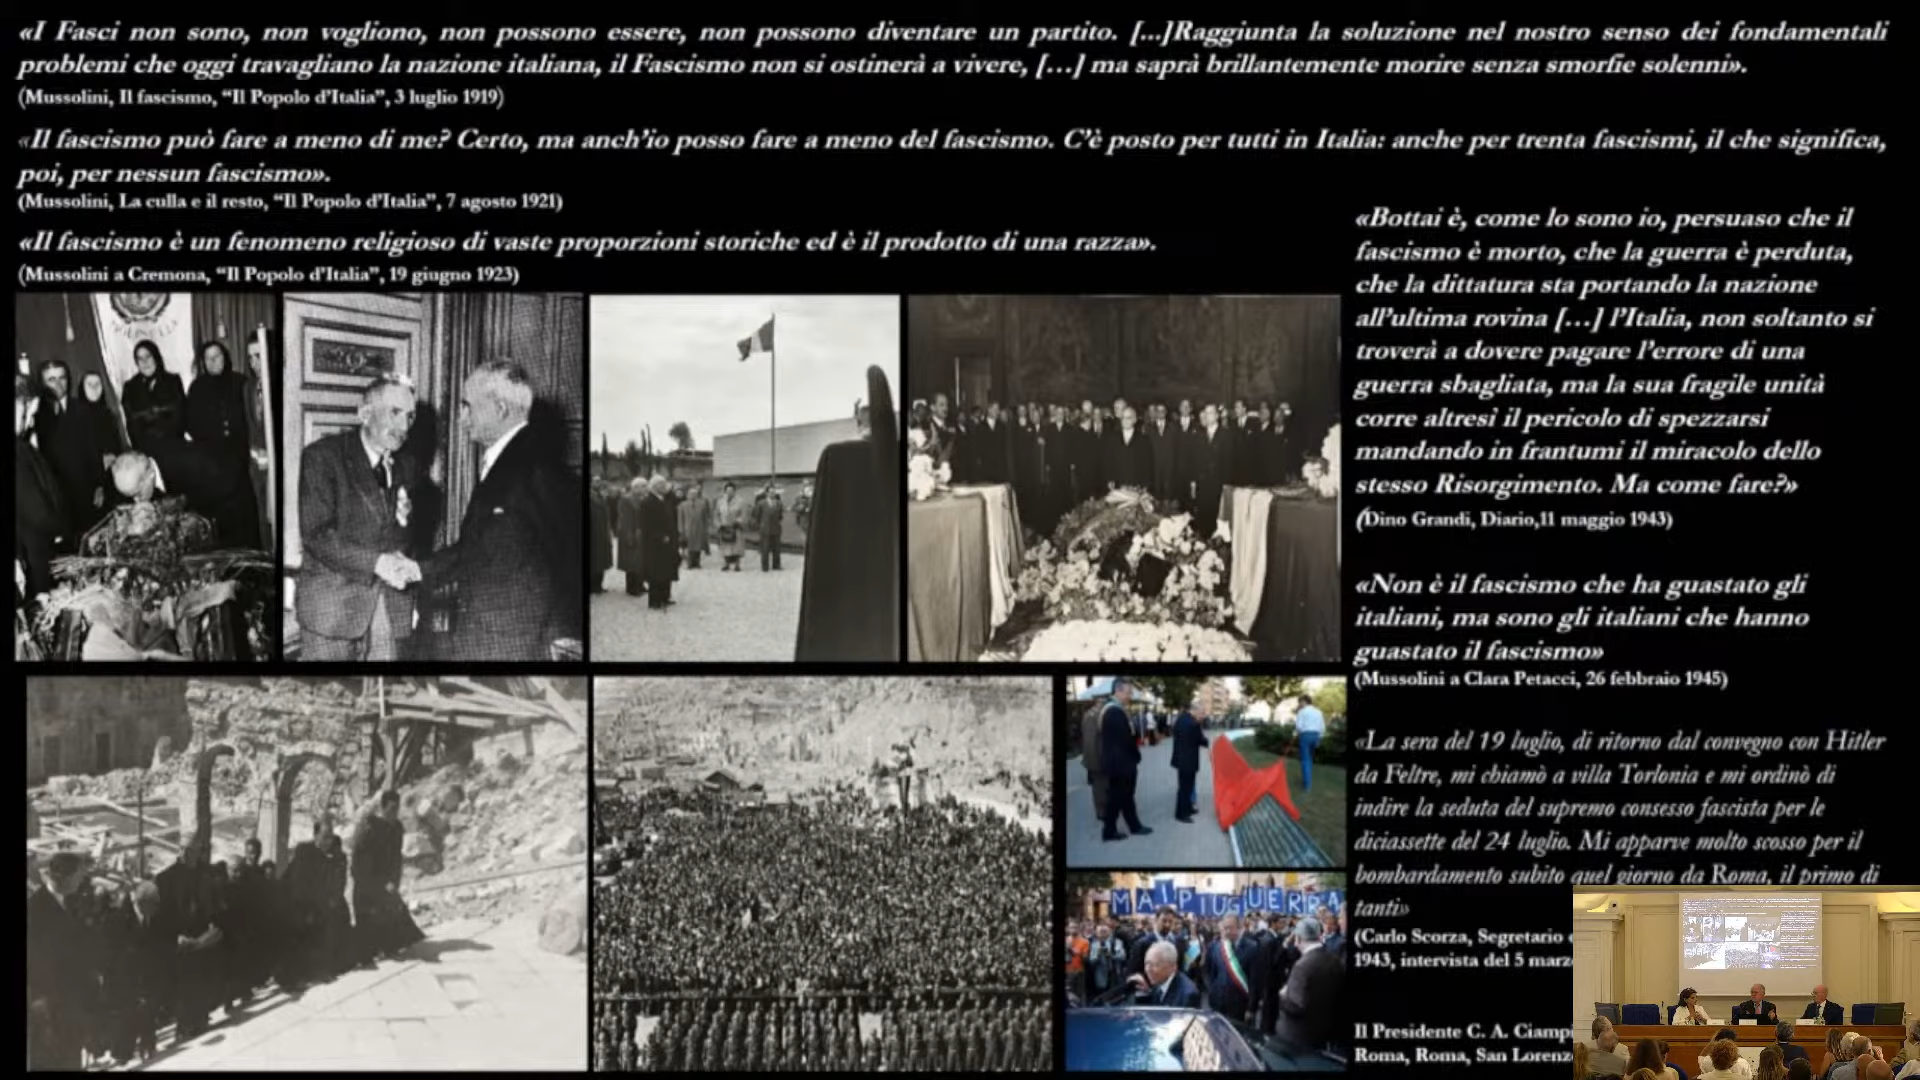 «I Fasci non sono, non vogliono, non possono essere, non possono diventare un partito. [...]Raggiunta la soluzione nel nostro senso dei fondamentali
problemi che oggi travagliano la nazione italiana, il Fascismo non si ostinerà a vivere, [...] ma saprà brillantemente morire senza smorfie solenni».
(Mussolini, Il fascismo, “Il Popolo d’Italia”, 3 luglio 1919)
«Il fascismo può fare a meno di me? Certo, ma anch’io posso fare a meno del fascismo. C’è posto per tutti in Italia: anche per trenta fascismi, il che significa,
poi, per nessun fascismo».
(Mussolini, La culla e il resto, “Il Popolo d’Italia”, 7 agosto 1921)
«Il fascismo è un fenomeno religioso di vaste proporzioni storiche ed è il prodotto di una razza».
(Mussolini a Cremona, “Il Popolo d’Italia”, 19 giugno 1923)
«Bottai è, come lo sono io, persuaso che il
fascismo è morto, che la guerra è perduta,
che la dittatura sta portando la nazione
all’ultima rovina [...] l’Italia, non soltanto si
troverà a dovere pagare l’errore di una
guerra sbagliata, ma la sua fragile unità
corre altresì il pericolo di spezzarsi
mandando in frantumi il miracolo dello
stesso Risorgimento. Ma come fare?»
(Dino Grandi, Diario,11 maggio 1943)
«Non è il fascismo che ha guastato gli
italiani, ma sono gli italiani che hanno
guastato il fascismo»
(Mussolini a Clara Petacci, 26 febbraio 1945)
«La sera del 19 luglio, di ritorno dal convegno con Hitler
da Feltre, mi chiamò a villa Torlonia e mi ordinò di
indire la seduta del supremo consesso fascista per le
diciassette del 24 luglio. Mi apparve molto scosso per il
bombardamento subito quel giorno da Roma, il primo di
tanti»
(Carlo Scorza, Segretario
1943, intervista del 5
Il Presidente C. A. Ciampi
Roma, Roma, San
MAI PIU GUERRA